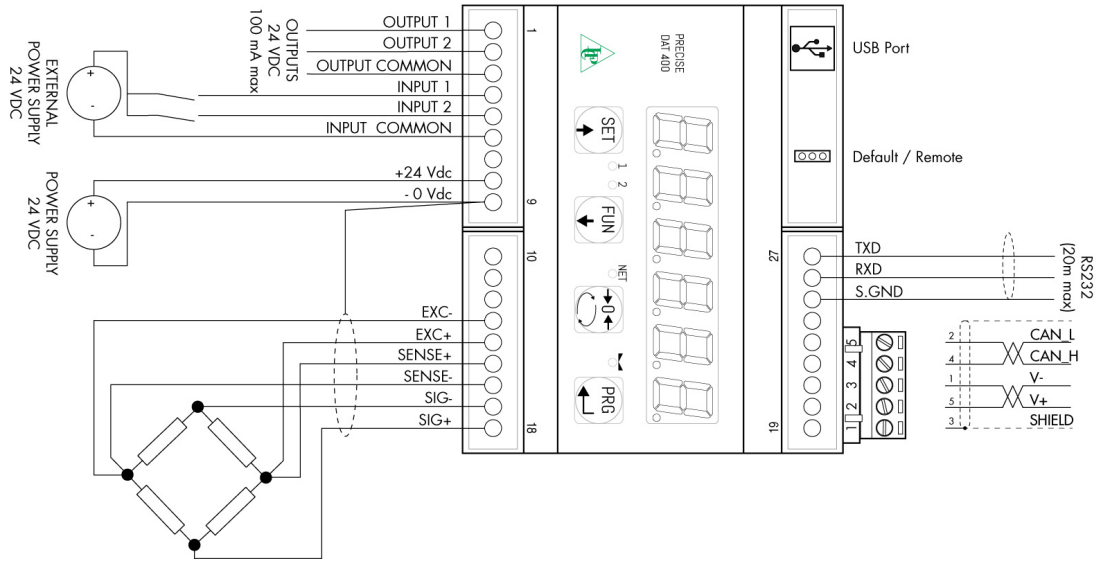 OUTPUT 1
OUTPUT 2
OUTPUT COMMON
INPUT 1
INPUT 2
INPUT COMMON
OUTPUTS
24 VDC
100 mA max
EXTERNAL
POWER SUPPLY
24 VDC
+
-
+24 Vdc
- 0 Vdc
POWER SUPPLY
24 VDC
+
-
EXC-
EXC+
SENSE+
SENSE-
SIG-
SIG+
1
9
10
18
PRECISE
DAT 400
SET
1
2
FUN
NET
0
PRG
USB Port
Default / Remote
27
19
TXD
RXD
S.GND
RS232
(20m max)
5
4
3
2
1
2 CAN_L
4 CAN_H
1 V-
5 V+
3 SHIELD